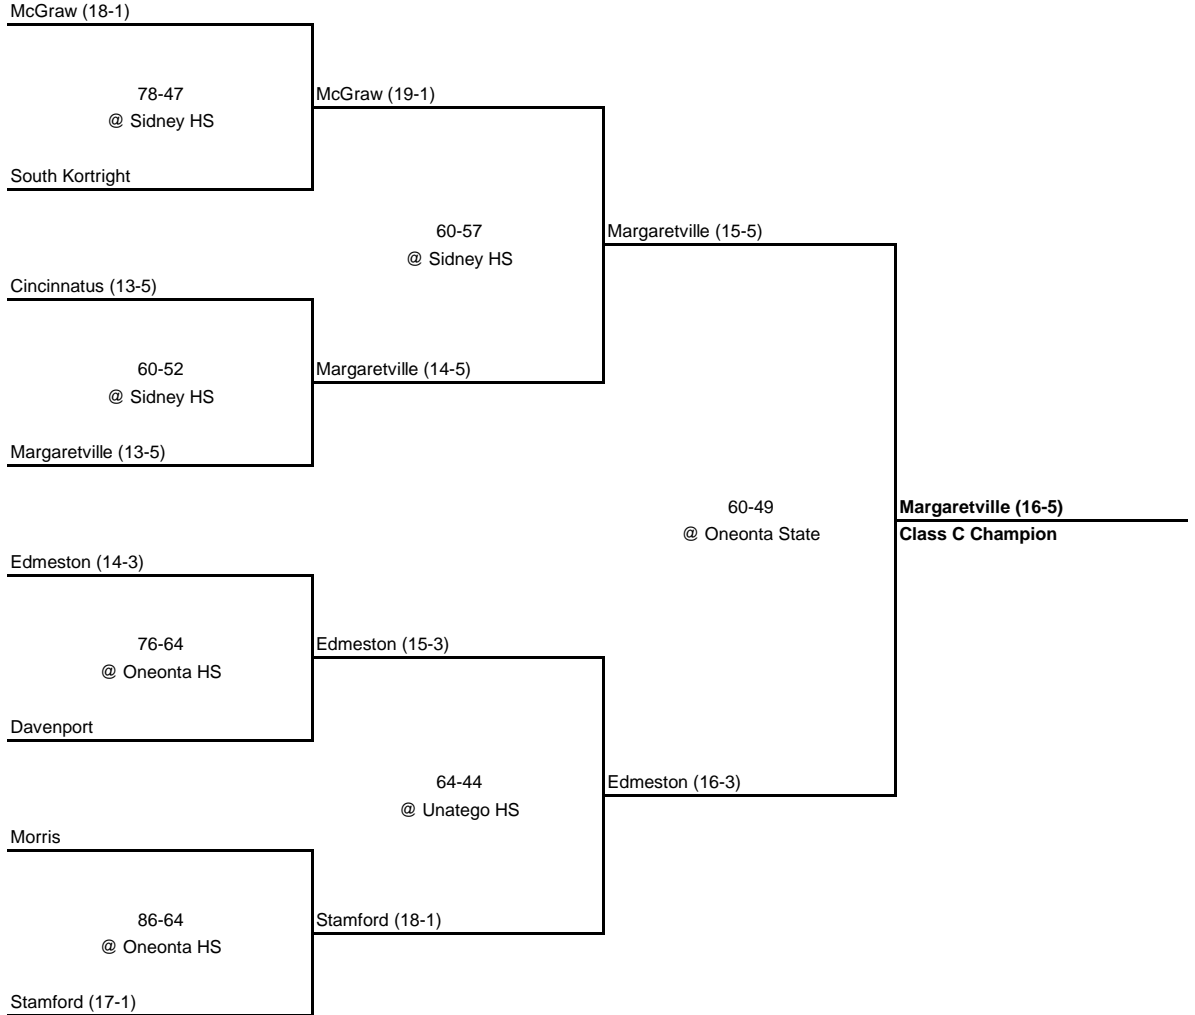 McGraw (18-1)
78-47
McGraw (19-1)
@ Sidney HS
South Kortright
60-57
Margaretville (15-5)
@ Sidney HS
Cincinnatus (13-5)
60-52
Margaretville (14-5)
@ Sidney HS
Margaretville (13-5)
60-49
Margaretville (16-5)
@ Oneonta State
Class C Champion
Edmeston (14-3)
76-64
Edmeston (15-3)
@ Oneonta HS
Davenport
64-44
Edmeston (16-3)
@ Unatego HS
Morris
86-64
Stamford (18-1)
@ Oneonta HS
Stamford (17-1)